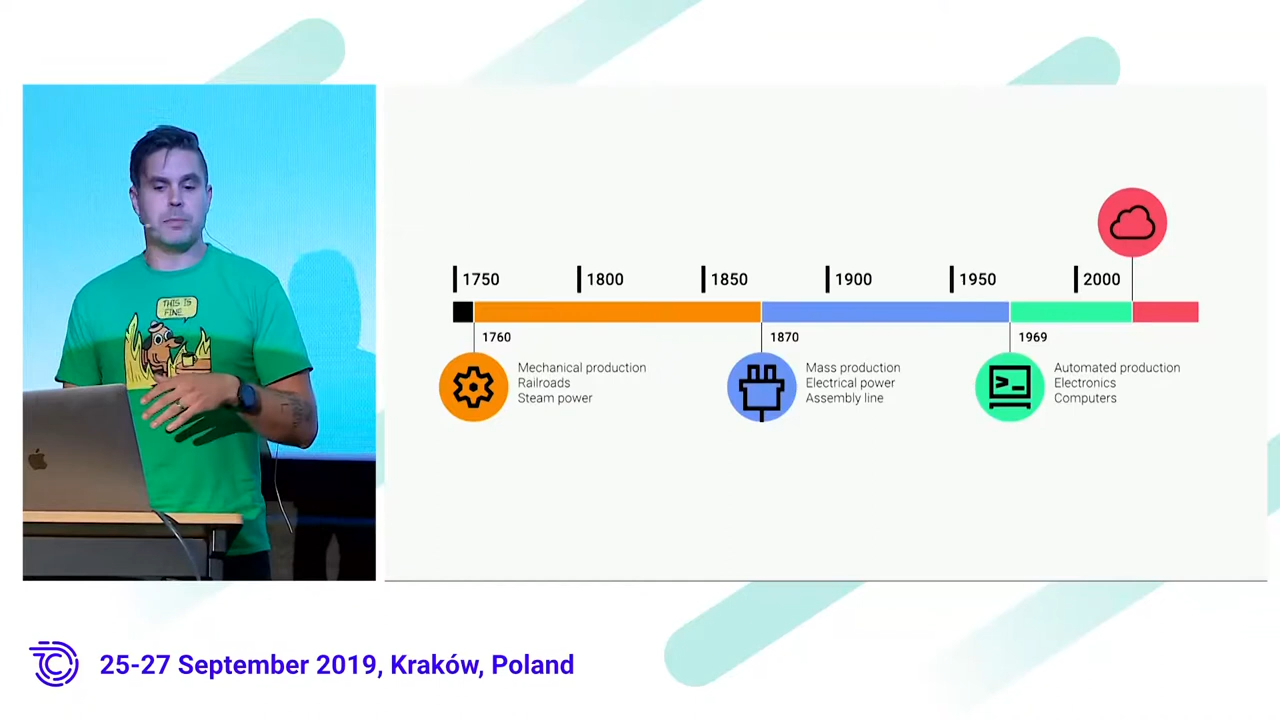 THIS IS
FINE.
1750
1800
1850
1900
1950
2000
1760
Mechanical production
Railroads
Steam power
1870
Mass production
Electrical power
Assembly line
1969
Automated production
Electronics
Computers
25-27 September 2019, Kraków, Poland